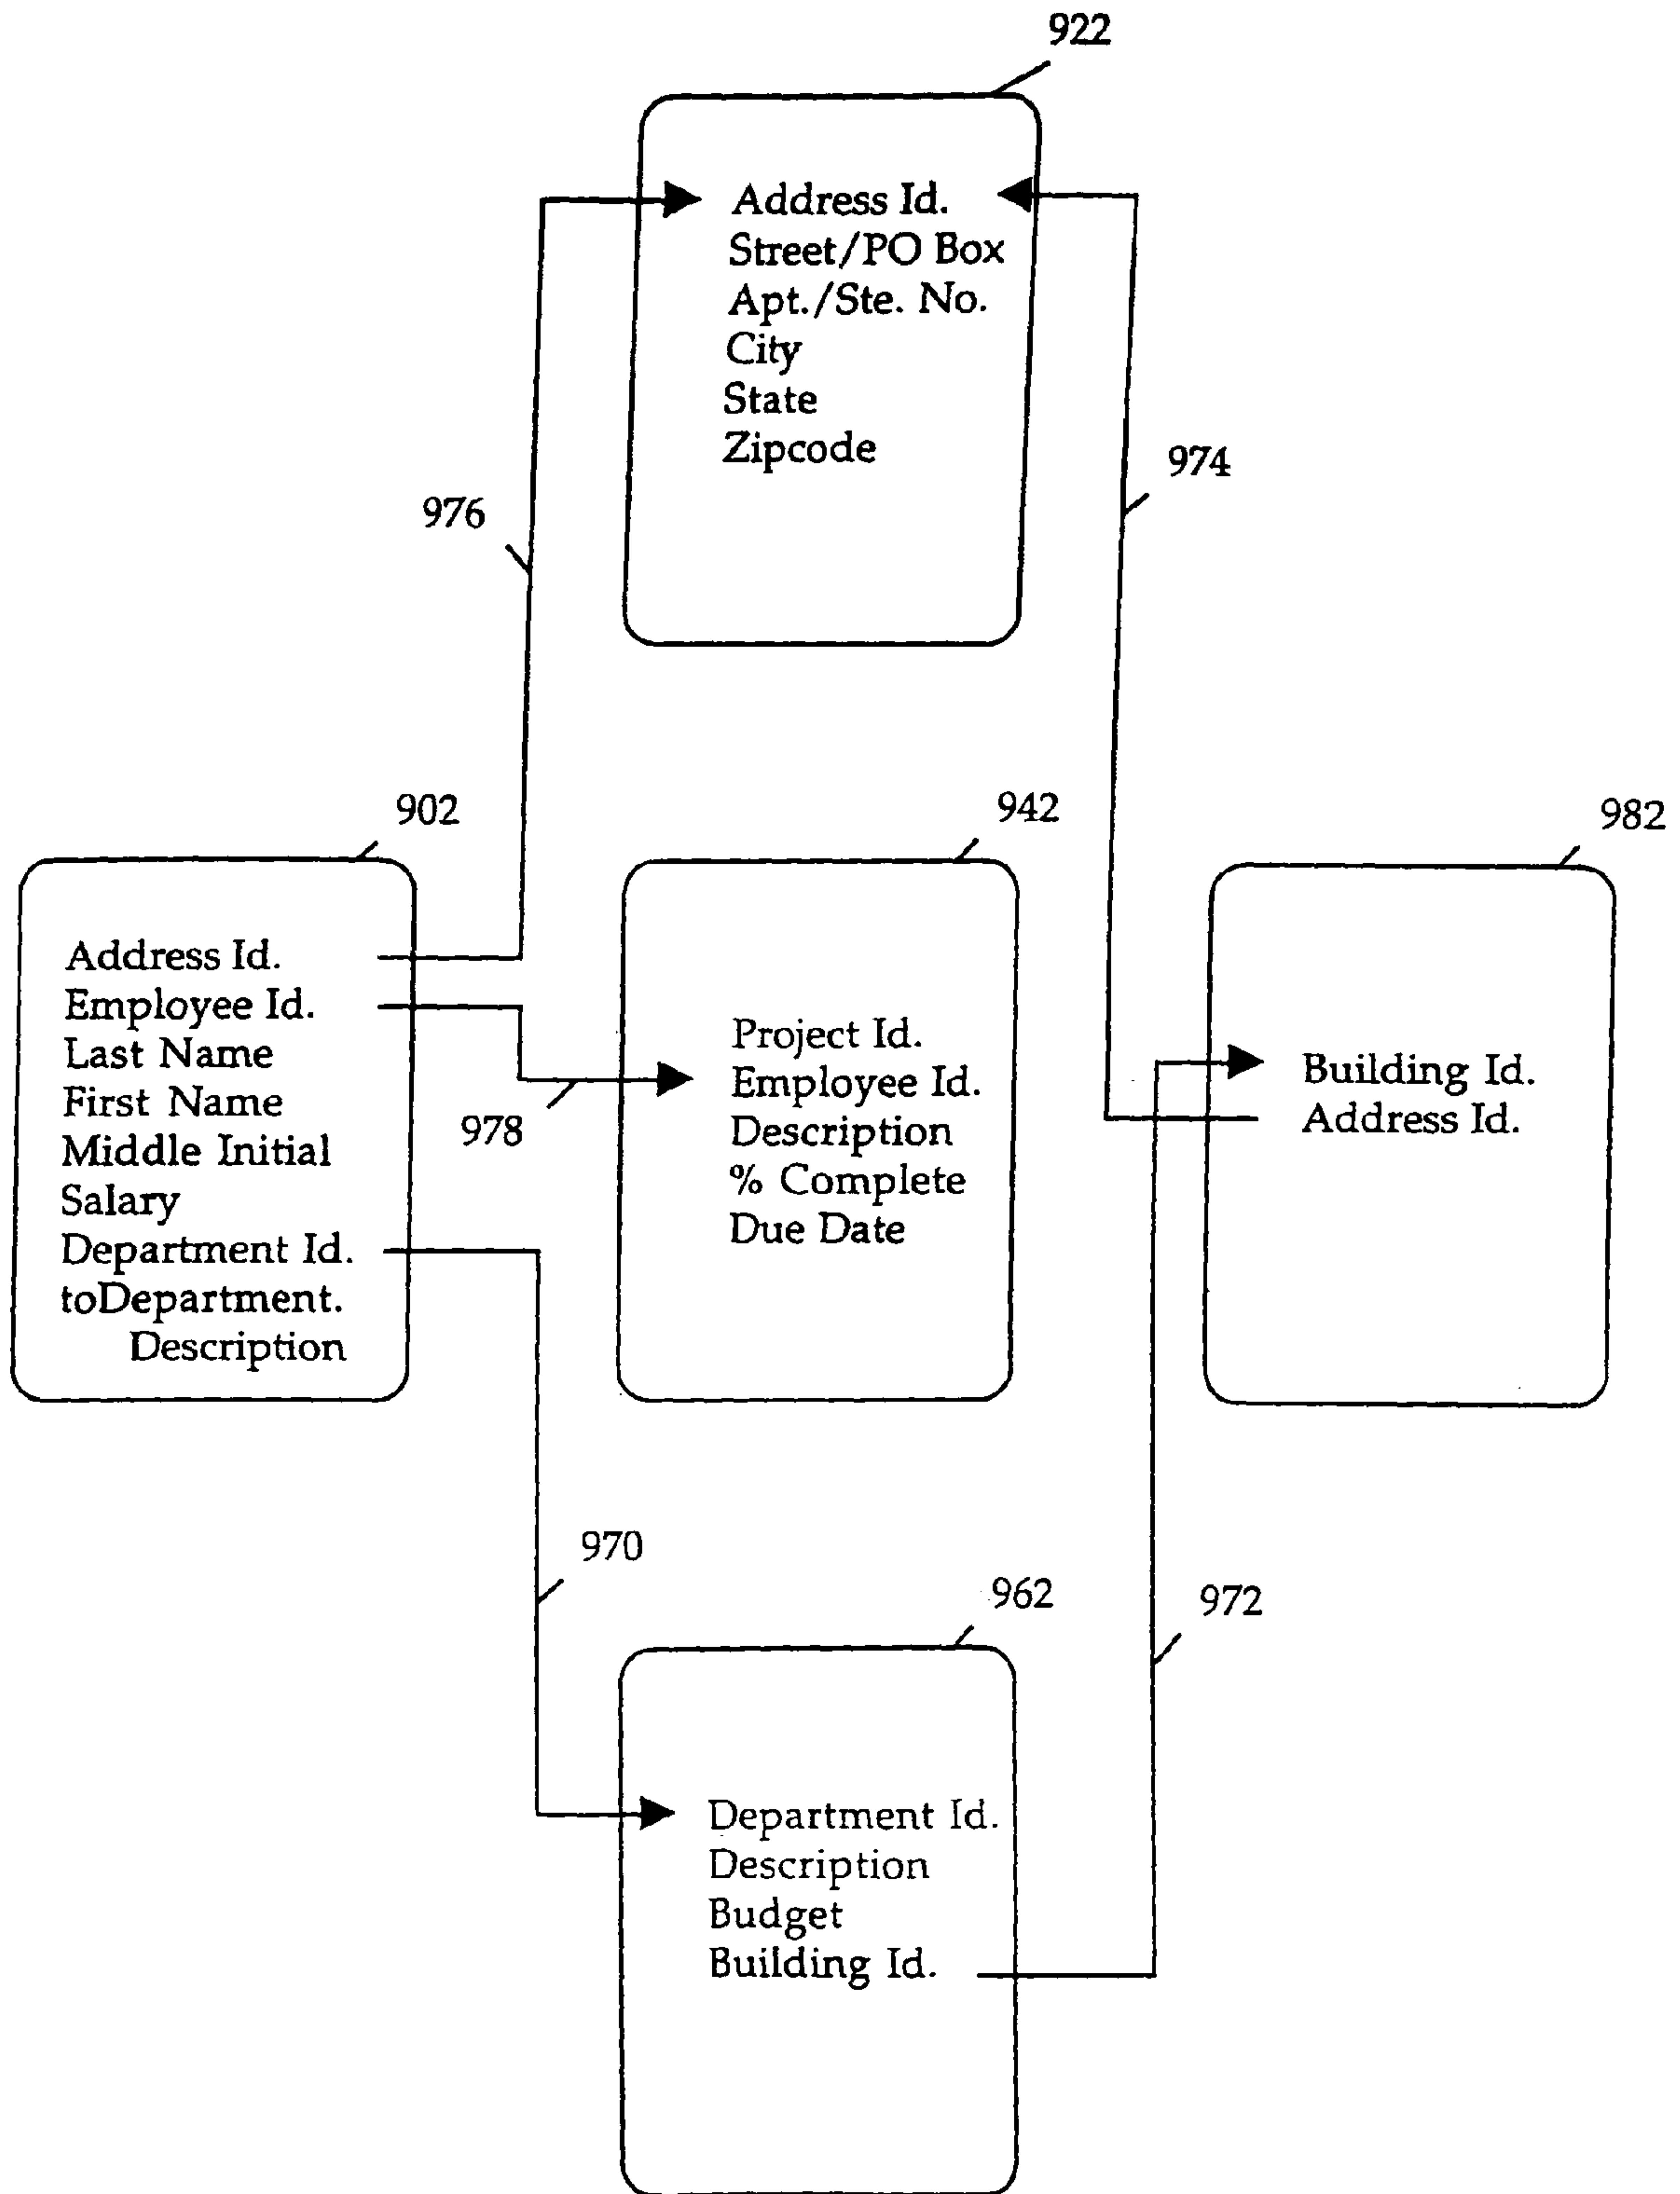 922
Address Id.
Street/PO Box
Apt./Ste. No.
City
State
Zipcode
976
974
902
942
982
Address Id.
Employee Id.
Last Name
First Name
Middle Initial
Salary
Department Id.
toDepartment.
Description
978
Project Id.
Employee Id.
Description
% Complete
Due Date
Building Id.
Address Id.
970
962
972
Department Id.
Description
Budget
Building Id.